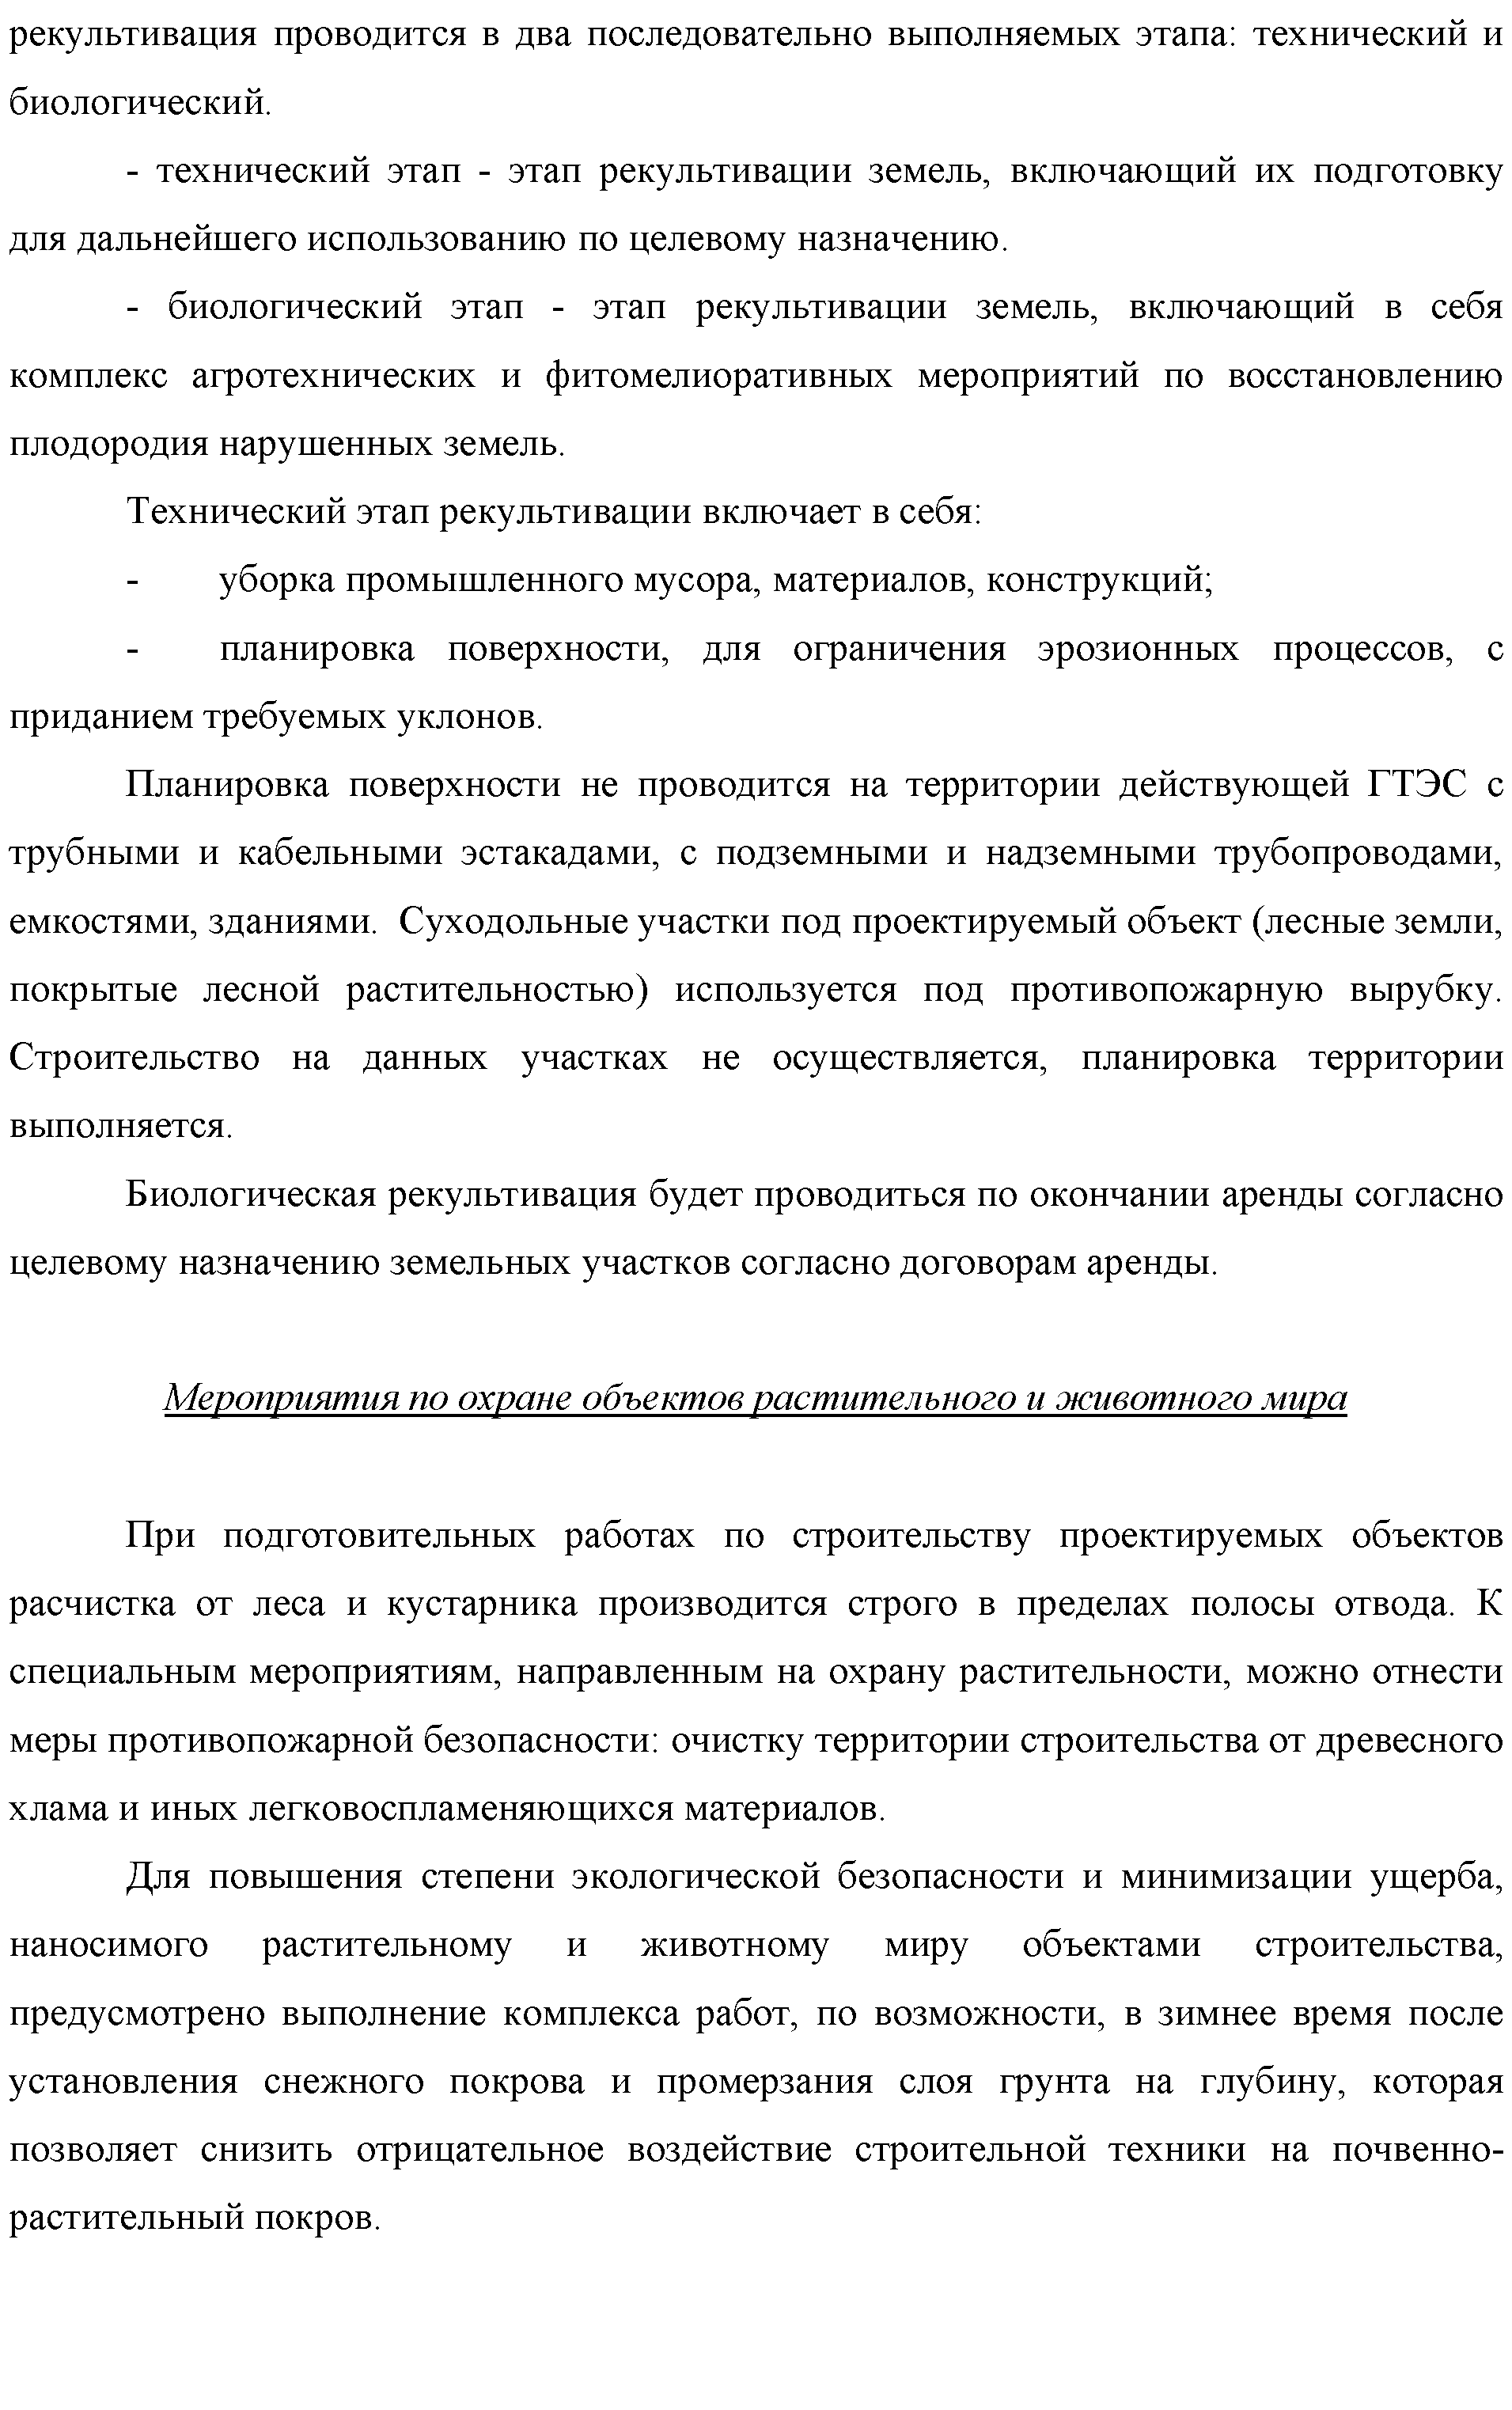 рекультивация проводится в два последовательно выполняемых этапа: технический и
биологический.
- технический этап - этап рекультивации земель, включающий их подготовку
для дальнейшего использованию по целевому назначению.
- биологический этап - этап рекультивации земель, включающий в себя
комплекс агротехнических и фитомелиоративных мероприятий по восстановлению
плодородия нарушенных земель.
Технический этап рекультивации включает в себя:
- уборка промышленного мусора, материалов, конструкций;
- планировка поверхности, для ограничения эрозионных процессов, с
приданием требуемых уклонов.
Планировка поверхности не проводится на территории действующей ГТЭС с
трубными и кабельными эстакадами, с подземными и надземными трубопроводами,
емкостями, зданиями.  Суходольные участки под проектируемый объект (лесные земли,
покрытые лесной растительностью) используется под противопожарную вырубку.
Строительство на данных участках не осуществляется, планировка территории
выполняется.
Биологическая рекультивация будет проводиться по окончании аренды согласно
целевому назначению земельных участков согласно договорам аренды.
Мероприятия по охране объектов растительного и животного мира
При подготовительных работах по строительству проектируемых объектов
расчистка от леса и кустарника производится строго в пределах полосы отвода. К
специальным мероприятиям, направленным на охрану растительности, можно отнести
меры противопожарной безопасности: очистку территории строительства от древесного
хлама и иных легковоспламеняющихся материалов.
Для повышения степени экологической безопасности и минимизации ущерба,
наносимого растительному и животному миру объектами строительства,
предусмотрено выполнение комплекса работ, по возможности, в зимнее время после
установления снежного покрова и промерзания слоя грунта на глубину, которая
позволяет снизить отрицательное воздействие строительной техники на почвенно-
растительный покров.